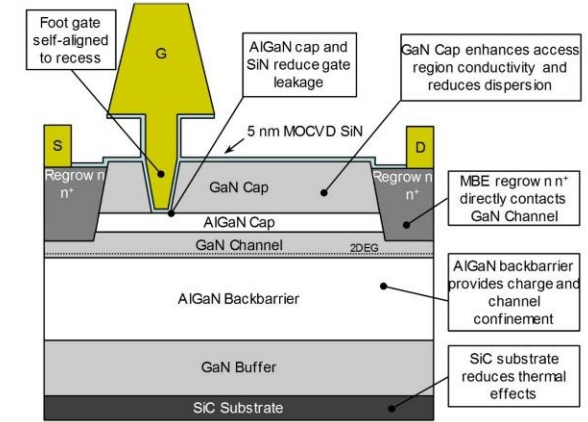 Foot gate
self-aligned
to recess
G
AlGaN cap and
SiN reduce gate
leakage
GaN Cap enhances access
region conductivity and
reduces dispersion
5 nm MOCVD SiN
S
D
Regrow n
n+
GaN Cap
Regrow n
n+
MBE regrow n n+
directly contacts
GaN Channel
AlGaN Cap
GaN Channel
2DEG
AlGaN Backbarrier
AlGaN backbarrier
provides charge and
channel
confinement
GaN Buffer
SiC substrate
reduces thermal
effects
SiC Substrate